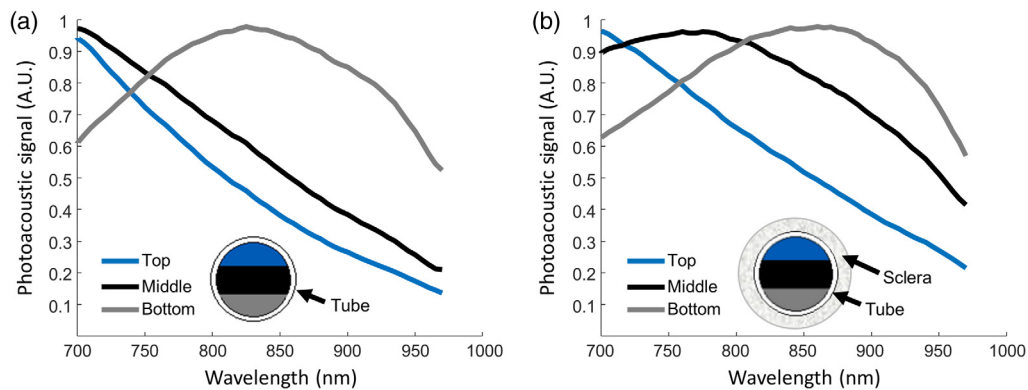 (a)
Photoacoustic signal (A.U.)
1
0.9
0.8
0.7
0.6
0.5
0.4
0.3
0.2
0.1
Top
Middle
Bottom
Tube
700 750 800 850 900 950 1000
Wavelength (nm)
(b)
Photoacoustic signal (A.U.)
1
0.9
0.8
0.7
0.6
0.5
0.4
0.3
0.2
0.1
Top
Middle
Bottom
Sclera
Tube
700 750 800 850 900 950 1000
Wavelength (nm)